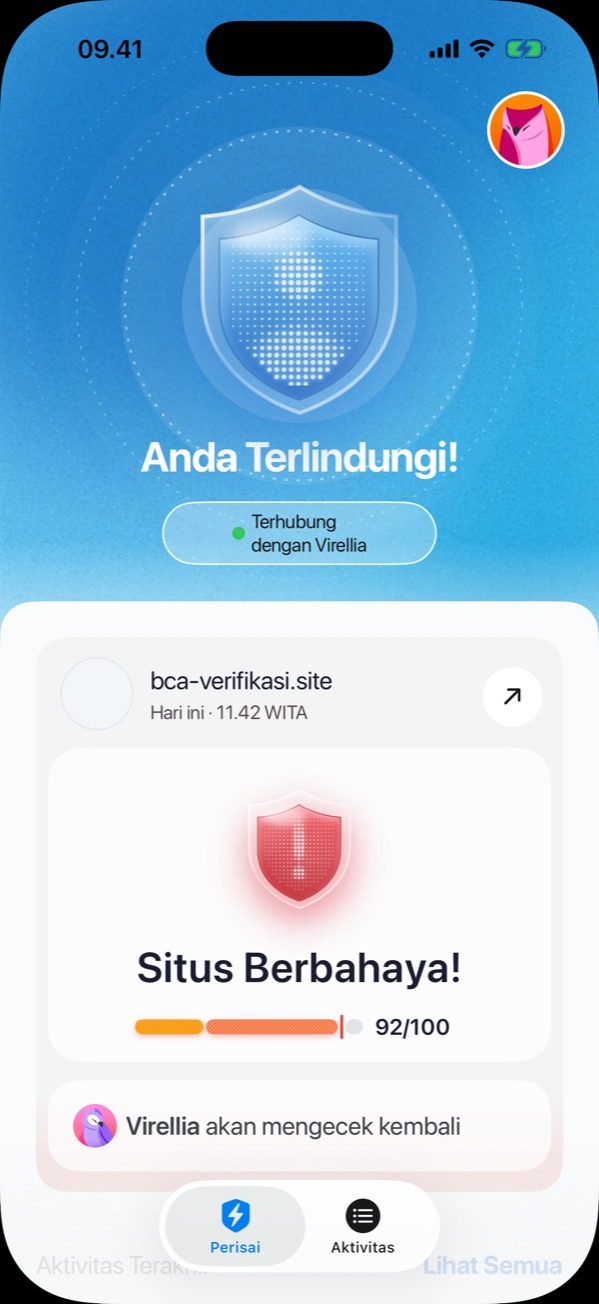 09.41
Anda Terlindungi!
Terhubung
dengan Virellia
bca-verifikasi.site
Hari ini · 11.42 WITA
Situs Berbahaya!
92/100
Virellia akan mengecek kembali
Perisai
Aktivitas
Aktivitas
Lihat Semua